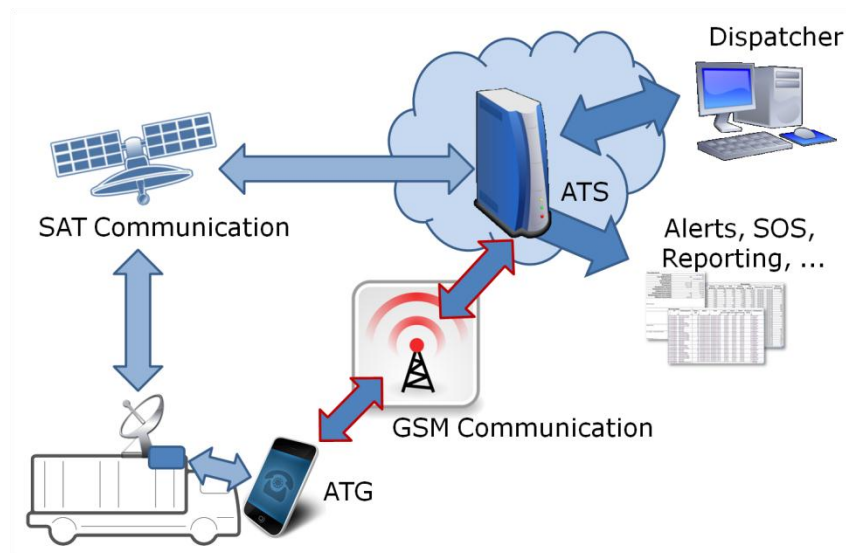 Dispatcher
ATS
SAT Communication
Alerts, SOS,
Reporting, ...
GSM Communication
ATG